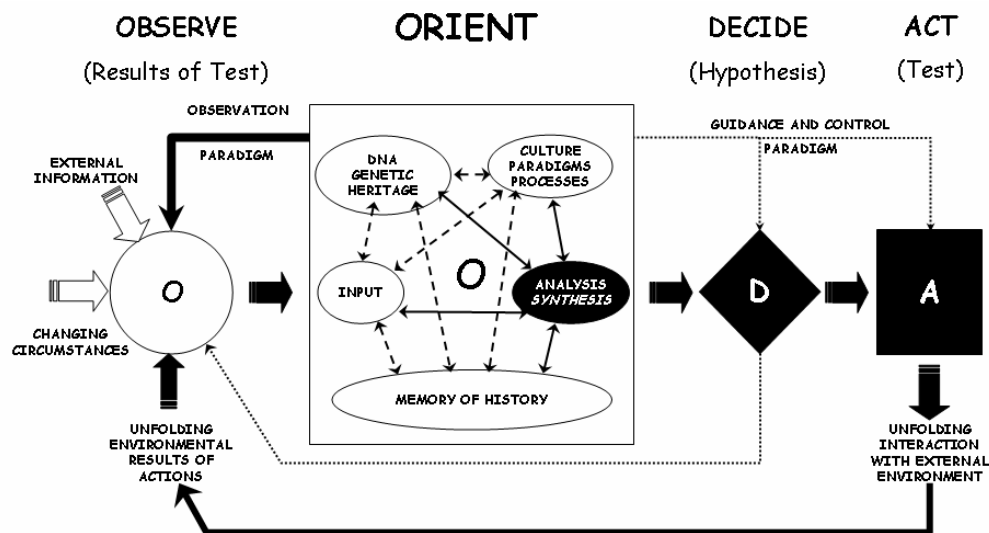 OBSERVE
(Results of Test)
ORIENT
DECIDE
(Hypothesis)
ACT
(Test)
OBSERVATION
PARADIGM
GUIDANCE AND CONTROL
PARADIGM
EXTERNAL
INFORMATION
CHANGING
CIRCUMSTANCES
O
UNFOLDING
ENVIRONMENTAL
RESULTS OF
ACTIONS
DNA
GENETIC
HERITAGE
CULTURE
PARADIGMS
PROCESSES
INPUT
O
ANALYSIS
SYNTHESIS
MEMORY OF HISTORY
D
A
UNFOLDING
INTERACTION
WITH EXTERNAL
ENVIRONMENT